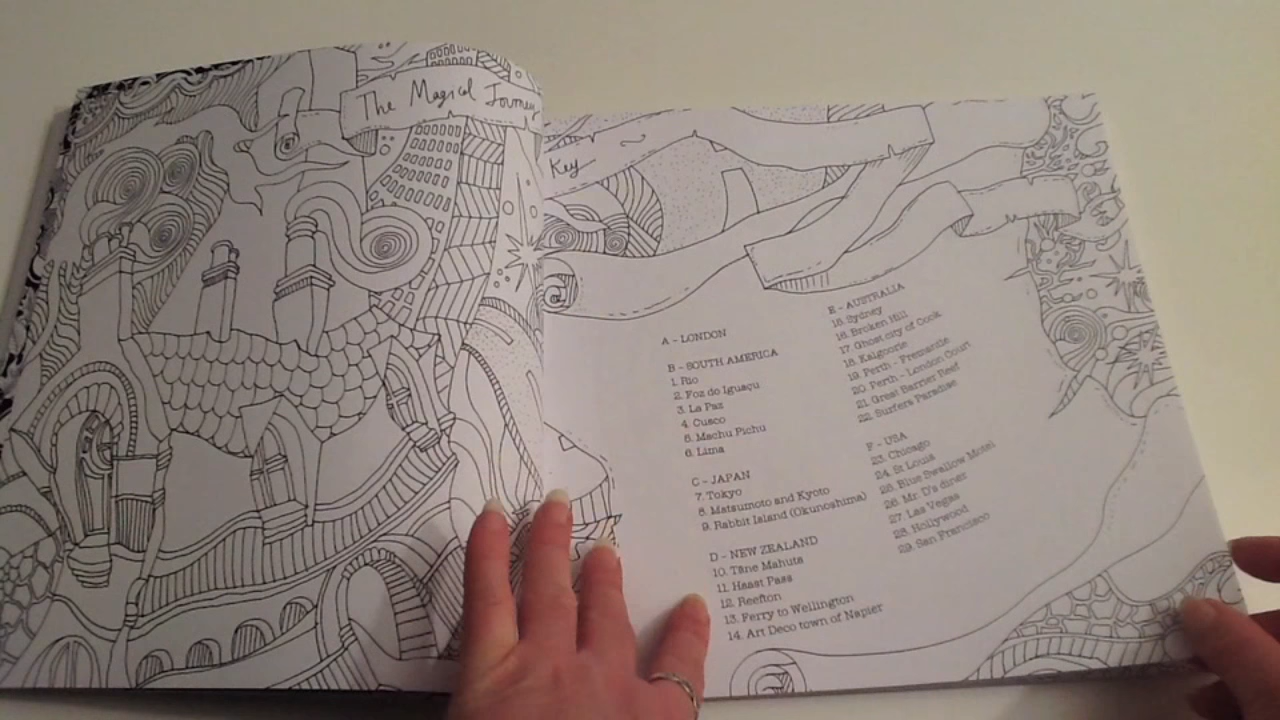 The Magical Journey
Key
A – LONDON
B – SOUTH AMERICA
1. Rio
2. Foz do Iguaçu
3. La Paz
4. Cusco
5. Machu Pichu
6. Lima
C – JAPAN
7. Tokyo
8. Matsumoto and Kyoto
9. Rabbit Island (Okunoshima)
D – NEW ZEALAND
10. Tāne Mahuta
11. Haast Pass
12. Reefton
13. Ferry to Wellington
14. Art Deco town of Napier
E – AUSTRALIA
15. Sydney
16. Broken Hill
17. Ghost city of Cook
18. Kalgoorie
19. Perth – Fremantle
20. Perth – London Court
21. Great Barrier Reef
22. Surfers Paradise
F – USA
23. Chicago
24. St Louis
25. Blue Swallow Motel
26. Mr. D's diner
27. Las Vegas
28. Hollywood
29. San Francisco